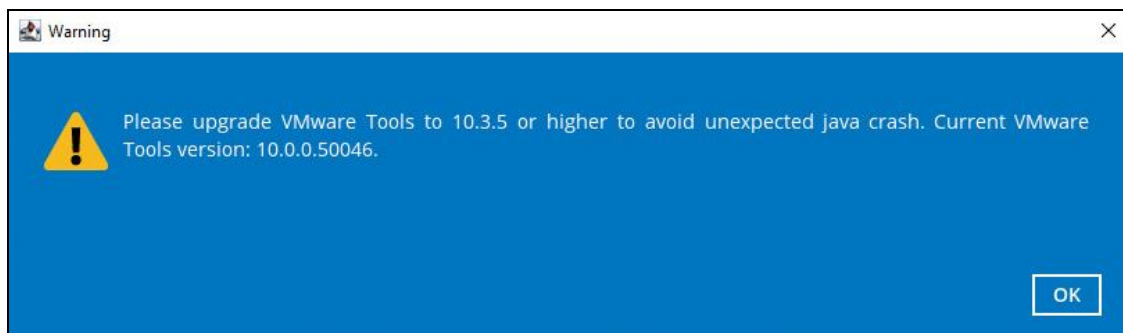 Warning
Please upgrade VMware Tools to 10.3.5 or higher to avoid unexpected java crash. Current VMware
Tools version: 10.0.0.50046.
OK